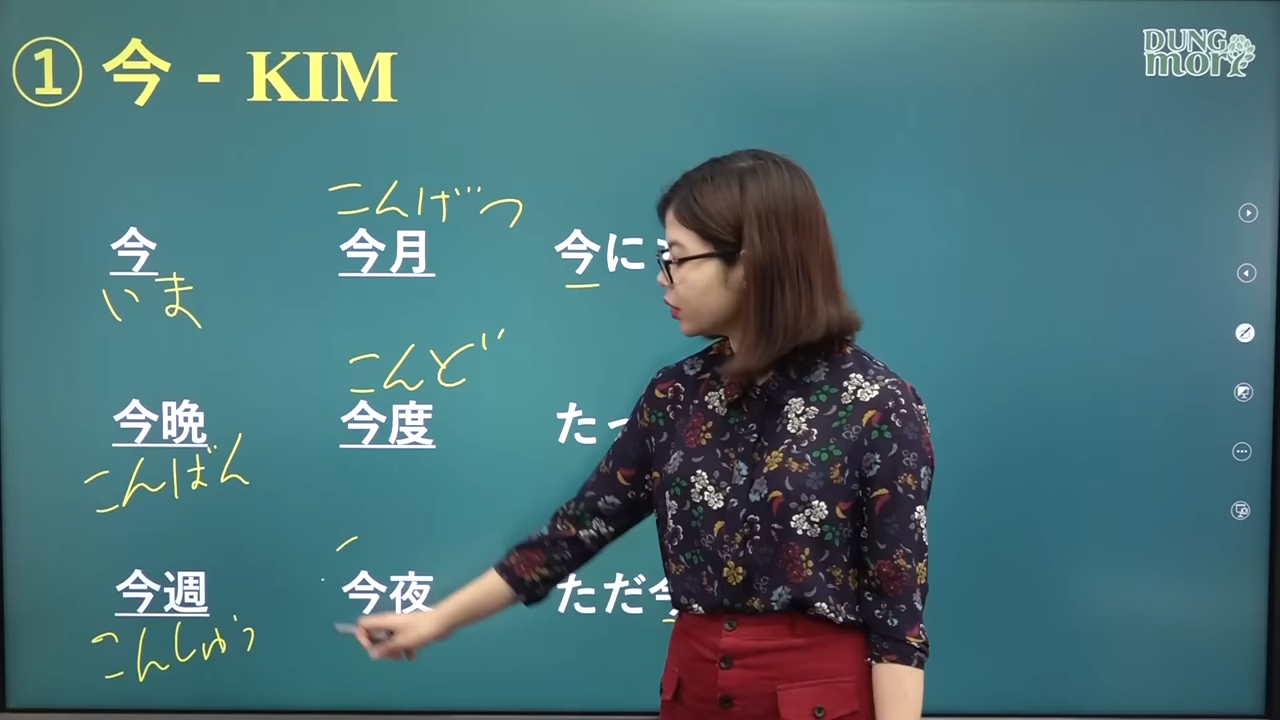 ① 今 - KIM
DUNG
mori
こんげつ
今 今月 今に
いま
こんど
今晩 今度 たっ
こんばん
今週 今夜 ただ今
こんしゅう